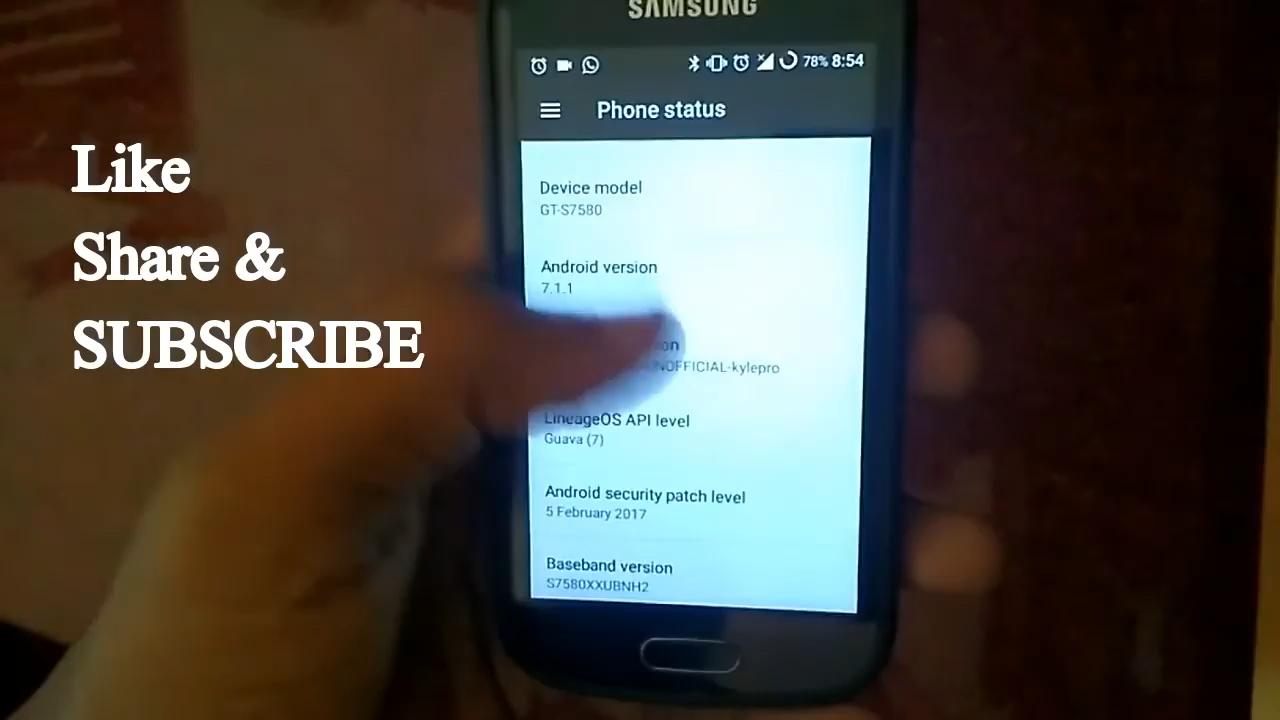 SAMSUNG
78% 8:54
Phone status
Device model
GT-S7580
Android version
7.1.1
NOFFICIAL-kylepro
LineageOS API level
Guava (7)
Android security patch level
5 February 2017
Baseband version
S7580XXUBNH2
Like
Share &
SUBSCRIBE